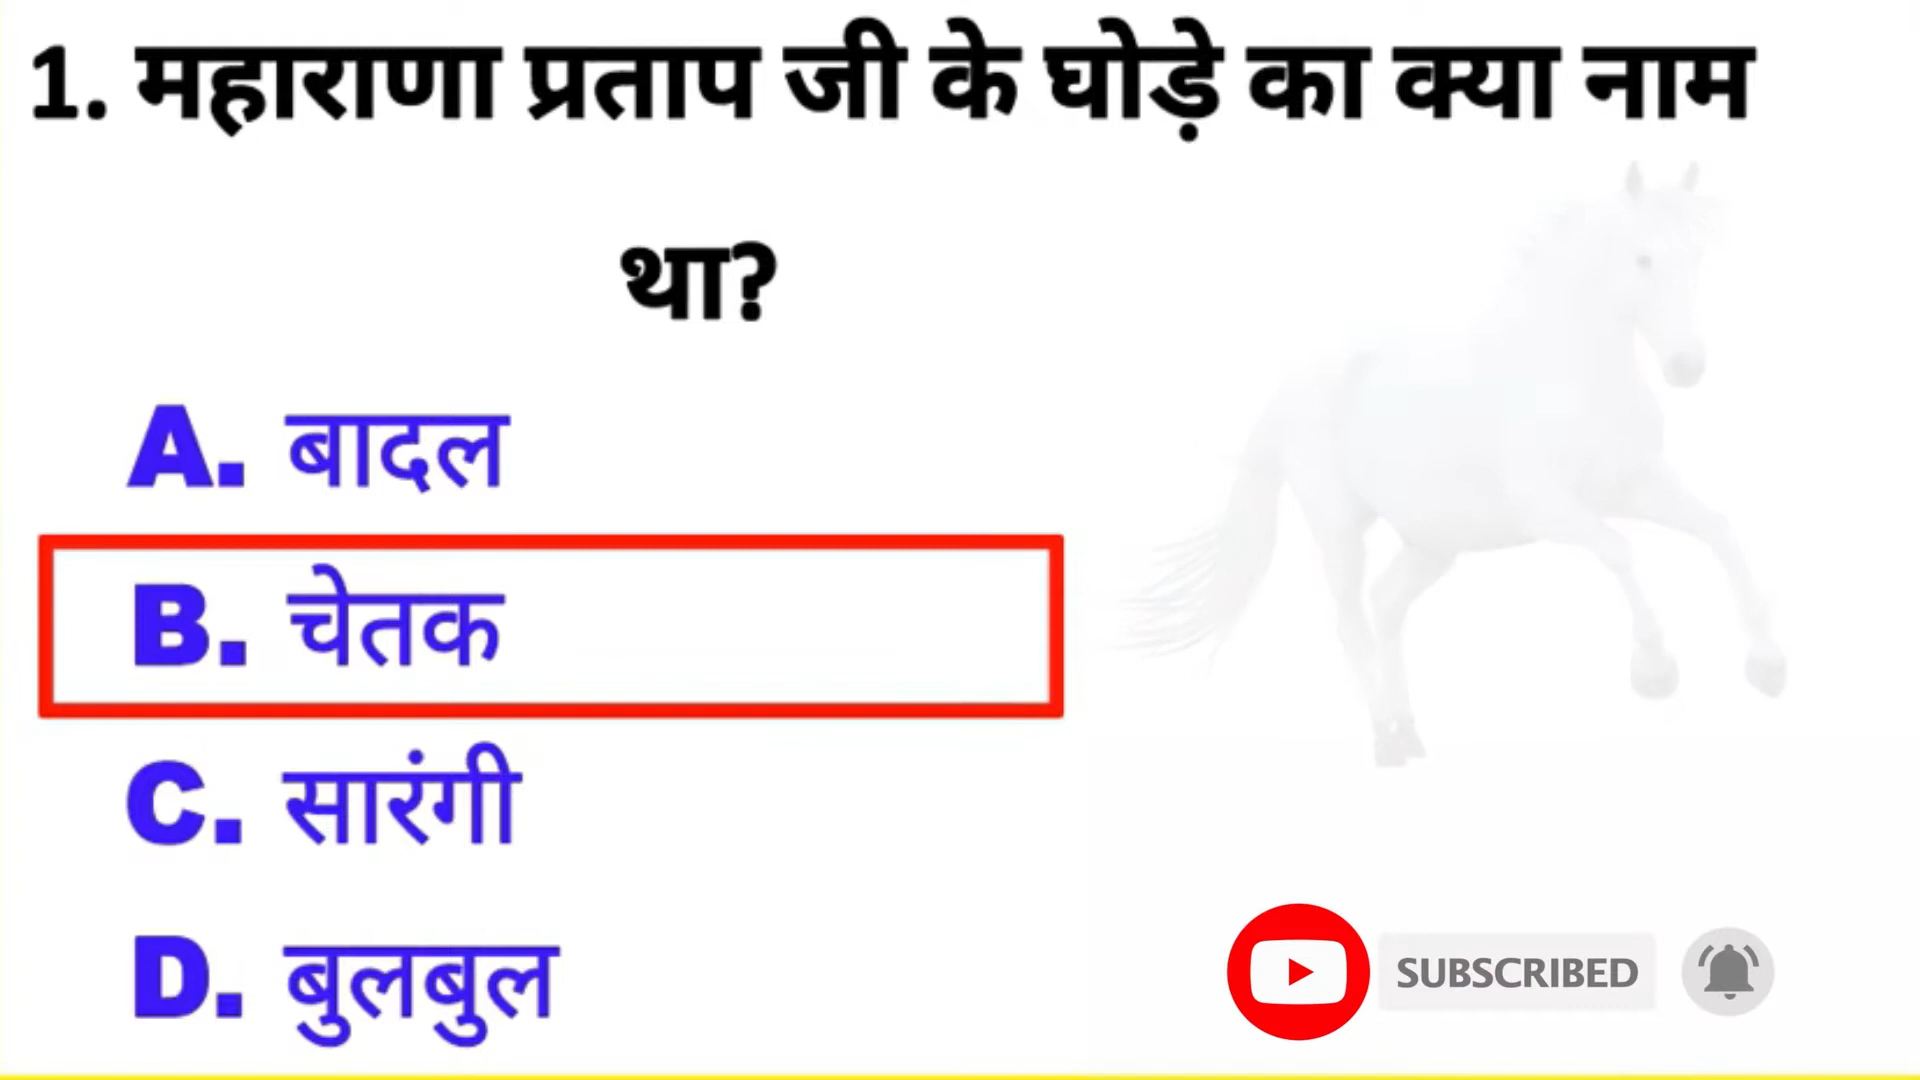 1. महाराणा प्रताप जी के घोड़े का क्या नाम
था?
A. बादल
B. चेतक
C. सारंगी
D. बुलबुल
SUBSCRIBED